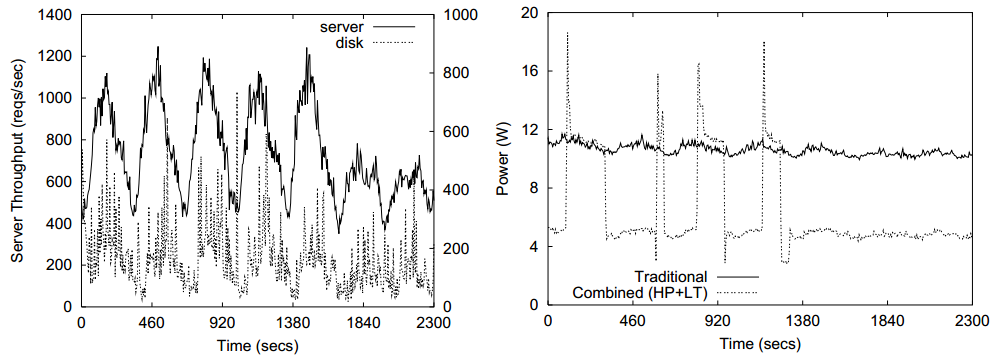 1400
1200
1000
800
600
400
200
0
Server Throughput (reqs/sec)
server
disk
1000
800
600
400
200
0
0 460 920 1380 1840 2300
Time (secs)
20
16
12
8
4
0
Power (W)
Traditional
Combined (HP+LT)
0 460 920 1380 1840 2300
Time (secs)